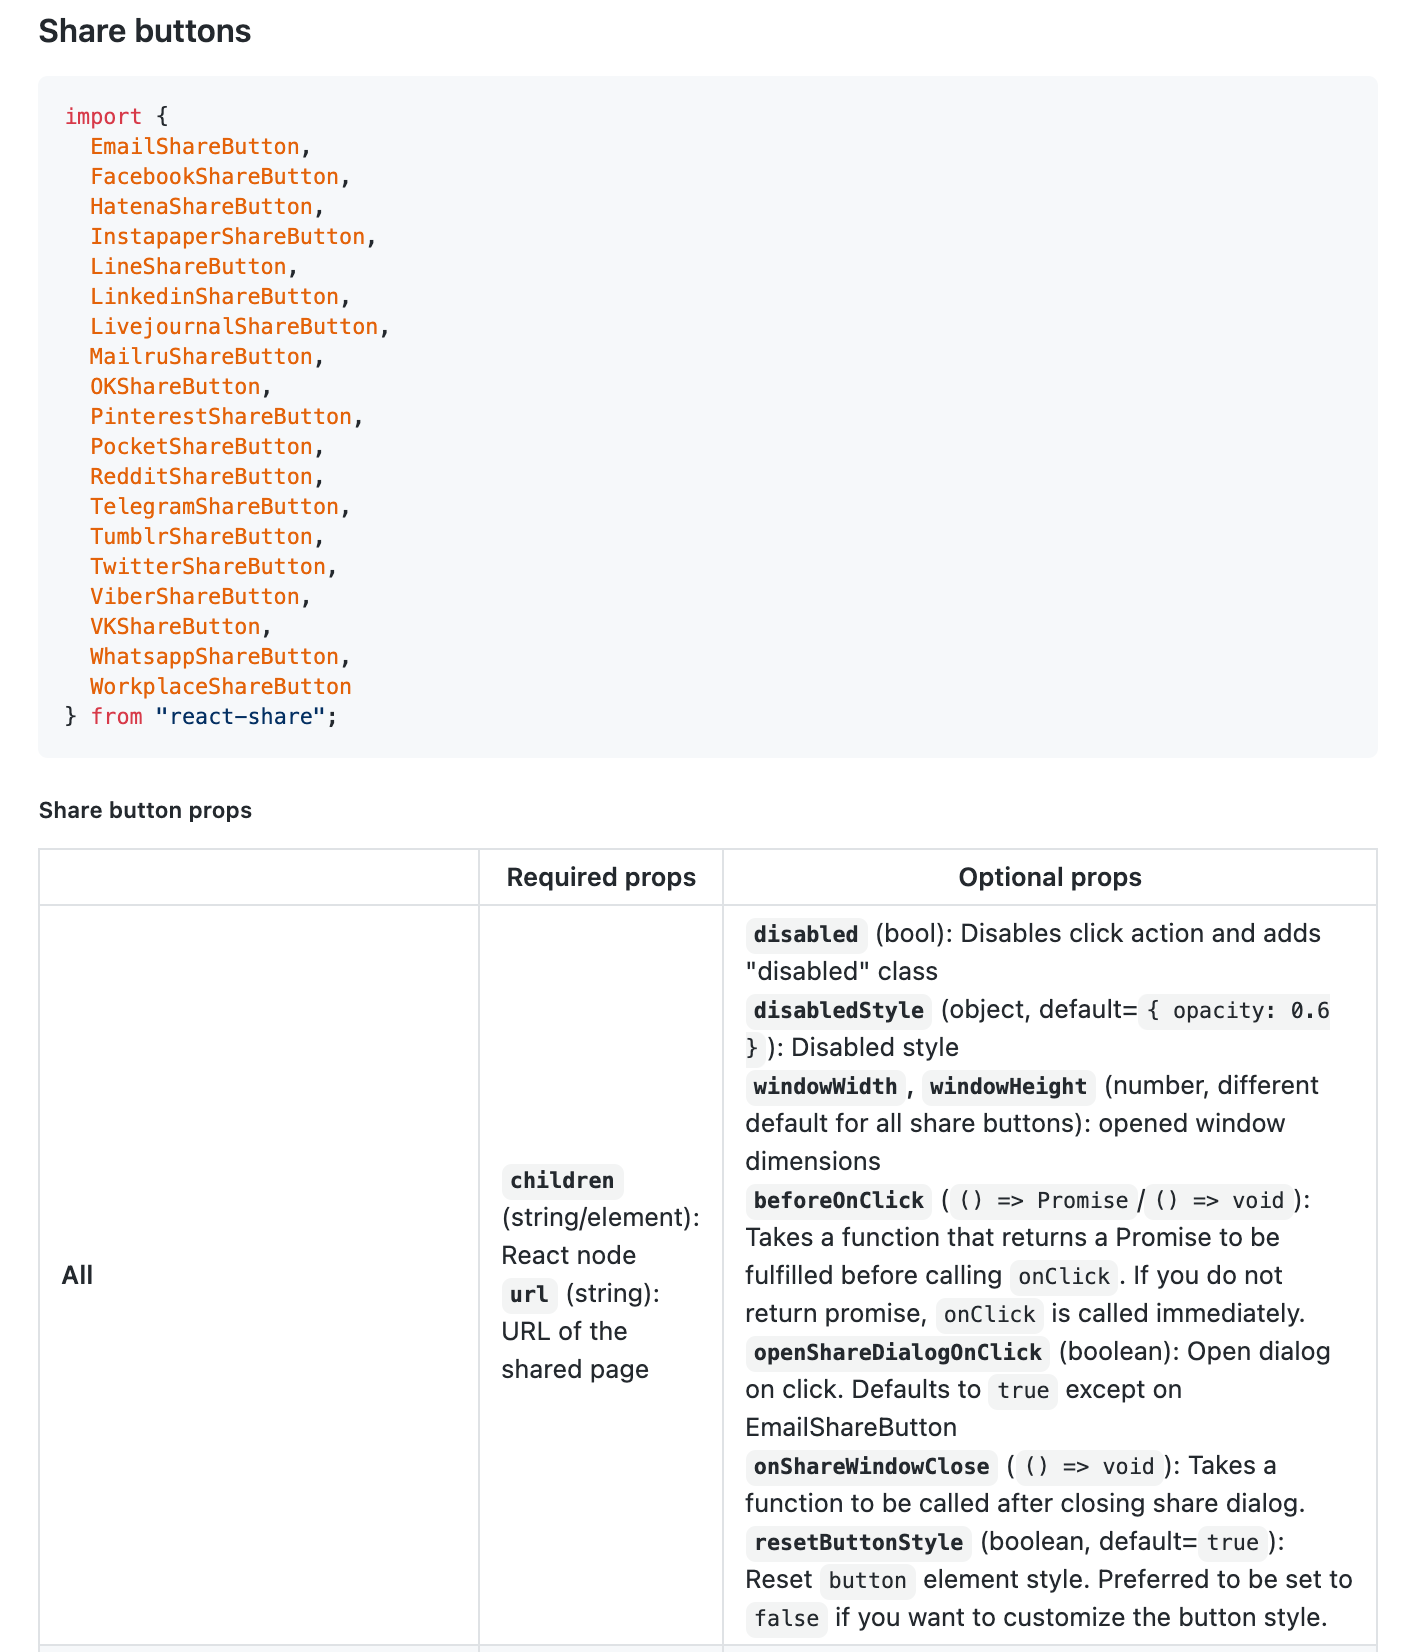 Share buttons
import {
  EmailShareButton,
  FacebookShareButton,
  HatenaShareButton,
  InstapaperShareButton,
  LineShareButton,
  LinkedinShareButton,
  LivejournalShareButton,
  MailruShareButton,
  OKShareButton,
  PinterestShareButton,
  PocketShareButton,
  RedditShareButton,
  TelegramShareButton,
  TumblrShareButton,
  TwitterShareButton,
  ViberShareButton,
  VKShareButton,
  WhatsappShareButton,
  WorkplaceShareButton
} from "react-share";
Share button props
Required props
Optional props
All
children
(string/element):
React node
url (string):
URL of the
shared page
disabled (bool): Disables click action and adds
"disabled" class
disabledStyle (object, default= { opacity: 0.6
} ): Disabled style
windowWidth , windowHeight (number, different
default for all share buttons): opened window
dimensions
beforeOnClick ( () => Promise / () => void ):
Takes a function that returns a Promise to be
fulfilled before calling onClick . If you do not
return promise, onClick is called immediately.
openShareDialogOnClick (boolean): Open dialog
on click. Defaults to true except on
EmailShareButton
onShareWindowClose ( () => void ): Takes a
function to be called after closing share dialog.
resetButtonStyle (boolean, default= true ):
Reset button element style. Preferred to be set to
false if you want to customize the button style.